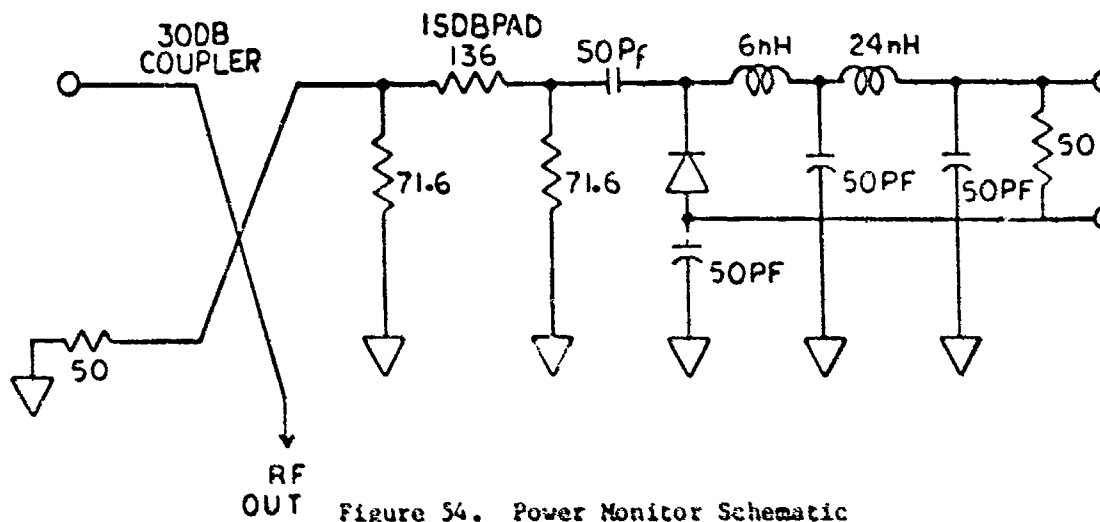 30DB
COUPLER
15DBPAD
136
50Pf
6nH
24nH
71.6
71.6
50PF
50PF
50
50PF
50
RF
OUT
Figure 54. Power Monitor Schematic